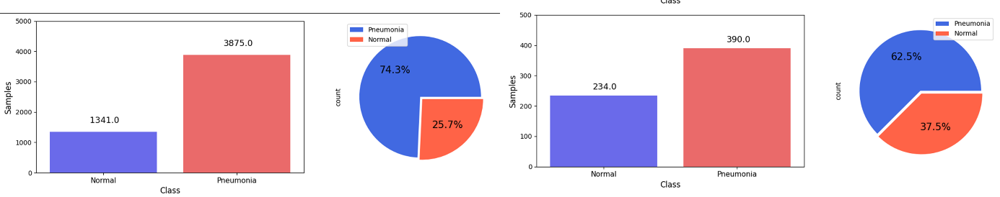 Class
5000
4000
3000
2000
1000
0
Samples
1341.0
3875.0
Normal
Pneumonia
Class
Pneumonia
Normal
count
74.3%
25.7%
500
400
300
200
100
0
Samples
234.0
390.0
Normal
Pneumonia
Class
Pneumonia
Normal
count
62.5%
37.5%